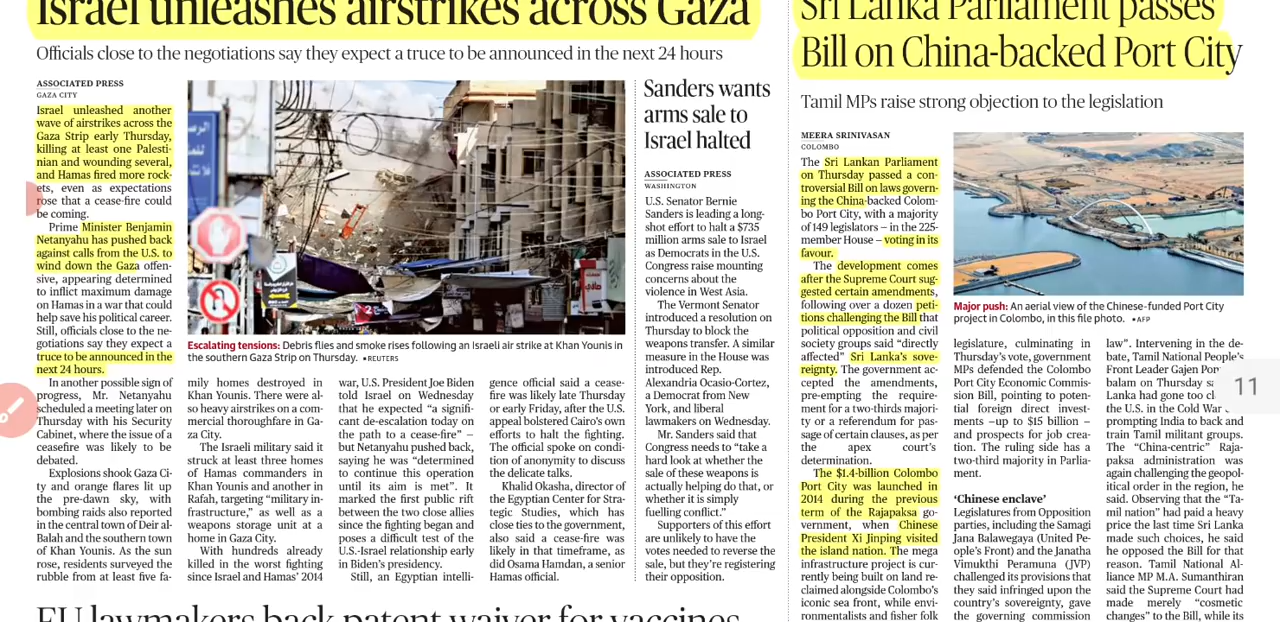 Israel unleashes airstrikes across Gaza
Officials close to the negotiations say they expect a truce to be announced in the next 24 hours
ASSOCIATED PRESS
GAZA CITY
Israel unleashed another
wave of airstrikes across the
Gaza Strip early Thursday,
killing at least one Palesti-
nian and wounding several,
and Hamas fired more rock-
ets, even as expectations
rose that a cease-fire could
be coming.
Prime Minister Benjamin
Netanyahu has pushed back
against calls from the U.S. to
wind down the Gaza offen-
sive, appearing determined
to inflict maximum damage
on Hamas in a war that could
help save his political career.
Still, officials close to the ne-
gotiations say they expect a
truce to be announced in the
next 24 hours.
In another possible sign of
progress, Mr. Netanyahu
scheduled a meeting later on
Thursday with his Security
Cabinet, where the issue of a
ceasefire was likely to be
debated.
Explosions shook Gaza Ci-
ty and orange flares lit up
the pre-dawn sky, with
bombing raids also reported
in the central town of Deir al-
Balah and the southern town
of Khan Younis. As the sun
rose, residents surveyed the
rubble from at least five fa-
Escalating tensions: Debris flies and smoke rises following an Israeli air strike at Khan Younis in
the southern Gaza Strip on Thursday. •REUTERS
mily homes destroyed in
Khan Younis. There were al-
so heavy airstrikes on a com-
mercial thoroughfare in Ga-
za City.
The Israeli military said it
struck at least three homes
of Hamas commanders in
Khan Younis and another in
Rafah, targeting “military in-
frastructure,” as well as a
weapons storage unit at a
home in Gaza City.
With hundreds already
killed in the worst fighting
since Israel and Hamas’ 2014
war, U.S. President Joe Biden
told Israel on Wednesday
that he expected “a signifi-
cant de-escalation today on
the path to a cease-fire” –
but Netanyahu pushed back,
saying he was “determined
to continue this operation
until its aim is met”. It
marked the first public rift
between the two close allies
since the fighting began and
poses a difficult test of the
U.S.-Israel relationship early
in Biden’s presidency.
Still, an Egyptian intelli-
gence official said a cease-
fire was likely late Thursday
or early Friday, after the U.S.
appeal bolstered Cairo’s own
efforts to halt the fighting.
The official spoke on condi-
tion of anonymity to discuss
the delicate talks.
Khalid Okasha, director of
the Egyptian Center for Stra-
tegic Studies, which has
close ties to the government,
also said a cease-fire was
likely in that timeframe, as
did Osama Hamdan, a senior
Hamas official.
Sanders wants
arms sale to
Israel halted
ASSOCIATED PRESS
WASHINGTON
U.S. Senator Bernie
Sanders is leading a long-
shot effort to halt a $735
million arms sale to Israel
as Democrats in the U.S.
Congress raise mounting
concerns about the
violence in West Asia.
The Vermont Senator
introduced a resolution on
Thursday to block the
weapons transfer. A similar
measure in the House was
introduced Rep.
Alexandria Ocasio-Cortez,
a Democrat from New
York, and liberal
lawmakers on Wednesday.
Mr. Sanders said that
Congress needs to “take a
hard look at whether the
sale of these weapons is
actually helping do that, or
whether it is simply
fuelling conflict.”
Supporters of this effort
are unlikely to have the
votes needed to reverse the
sale, but they’re registering
their opposition.
Sri Lanka Parliament passes
Bill on China-backed Port City
Tamil MPs raise strong objection to the legislation
MEERA SRINIVASAN
COLOMBO
The Sri Lankan Parliament
on Thursday passed a con-
troversial Bill on laws govern-
ing the China-backed Colom-
bo Port City, with a majority
of 149 legislators – in the 225-
member House – voting in its
favour.
The development comes
after the Supreme Court sug-
gested certain amendments,
following over a dozen peti-
tions challenging the Bill that
political opposition and civil
society groups said “directly
affected” Sri Lanka’s sove-
reignty. The government ac-
cepted the amendments,
pre-empting the require-
ment for a two-thirds majori-
ty or a referendum for pas-
sage of certain clauses, as per
the apex court’s
determination.
The $1.4-billion Colombo
Port City was launched in
2014 during the previous
term of the Rajapaksa go-
vernment, when Chinese
President Xi Jinping visited
the island nation. The mega
infrastructure project is cur-
rently being built on land re-
claimed alongside Colombo’s
iconic sea front, while envi-
ronmentalists and fisher folk
Major push: An aerial view of the Chinese-funded Port City
project in Colombo, in this file photo. •AFP
legislature, culminating in
Thursday’s vote, government
MPs defended the Colombo
Port City Economic Commis-
sion Bill, pointing to poten-
tial foreign direct invest-
ments –up to $15 billion –
and prospects for job crea-
tion. The ruling side has a
two-third majority in Parlia-
ment.
‘Chinese enclave’
Legislators from Opposition
parties, including the Samagi
Jana Balawegaya (United Peo-
ple’s Front) and the Janatha
Vimukthi Peramuna (JVP)
challenged its provisions that
they said infringed upon the
country’s sovereignty, gave
the governing commission
law”. Intervening in the de-
bate, Tamil National People’s
Front Leader Gajen
balam on Thursday
Lanka had gone too
the U.S. in the Cold War
prompting India to back and
train Tamil militant groups.
The “China-centric” Raja-
paksa administration was
again challenging the geopol-
itical order in the region, he
said. Observing that the “Ta-
mil nation” had paid a heavy
price the last time Sri Lanka
made such choices, he said
he opposed the Bill for that
reason. Tamil National Al-
liance MP M.A. Sumanthiran
said the Supreme Court had
made merely “cosmetic
changes” to the Bill, while its
11
EU lawmakers back patent waiver for vaccines